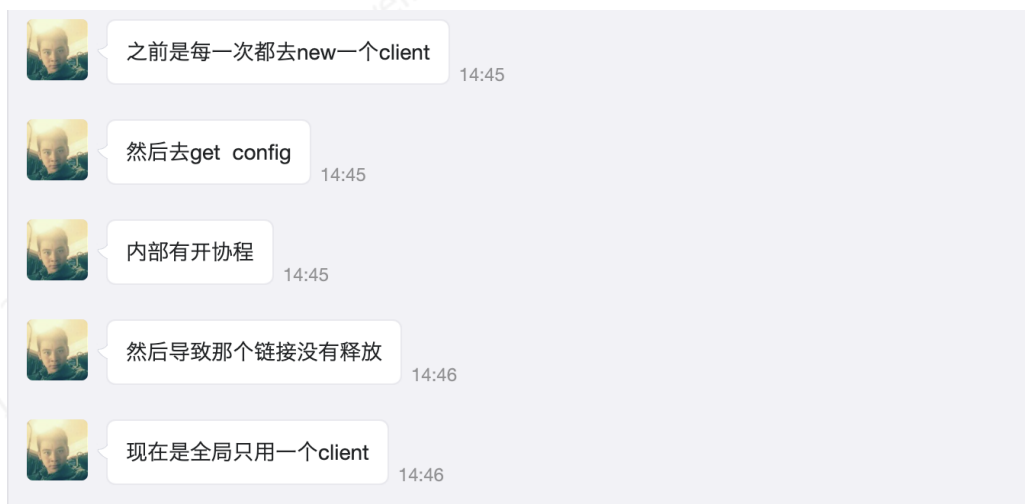 之前是每一次都去new一个client
14:45
然后去get  config
14:45
内部有开协程
14:45
然后导致那个链接没有释放
14:46
现在是全局只用一个client
14:46